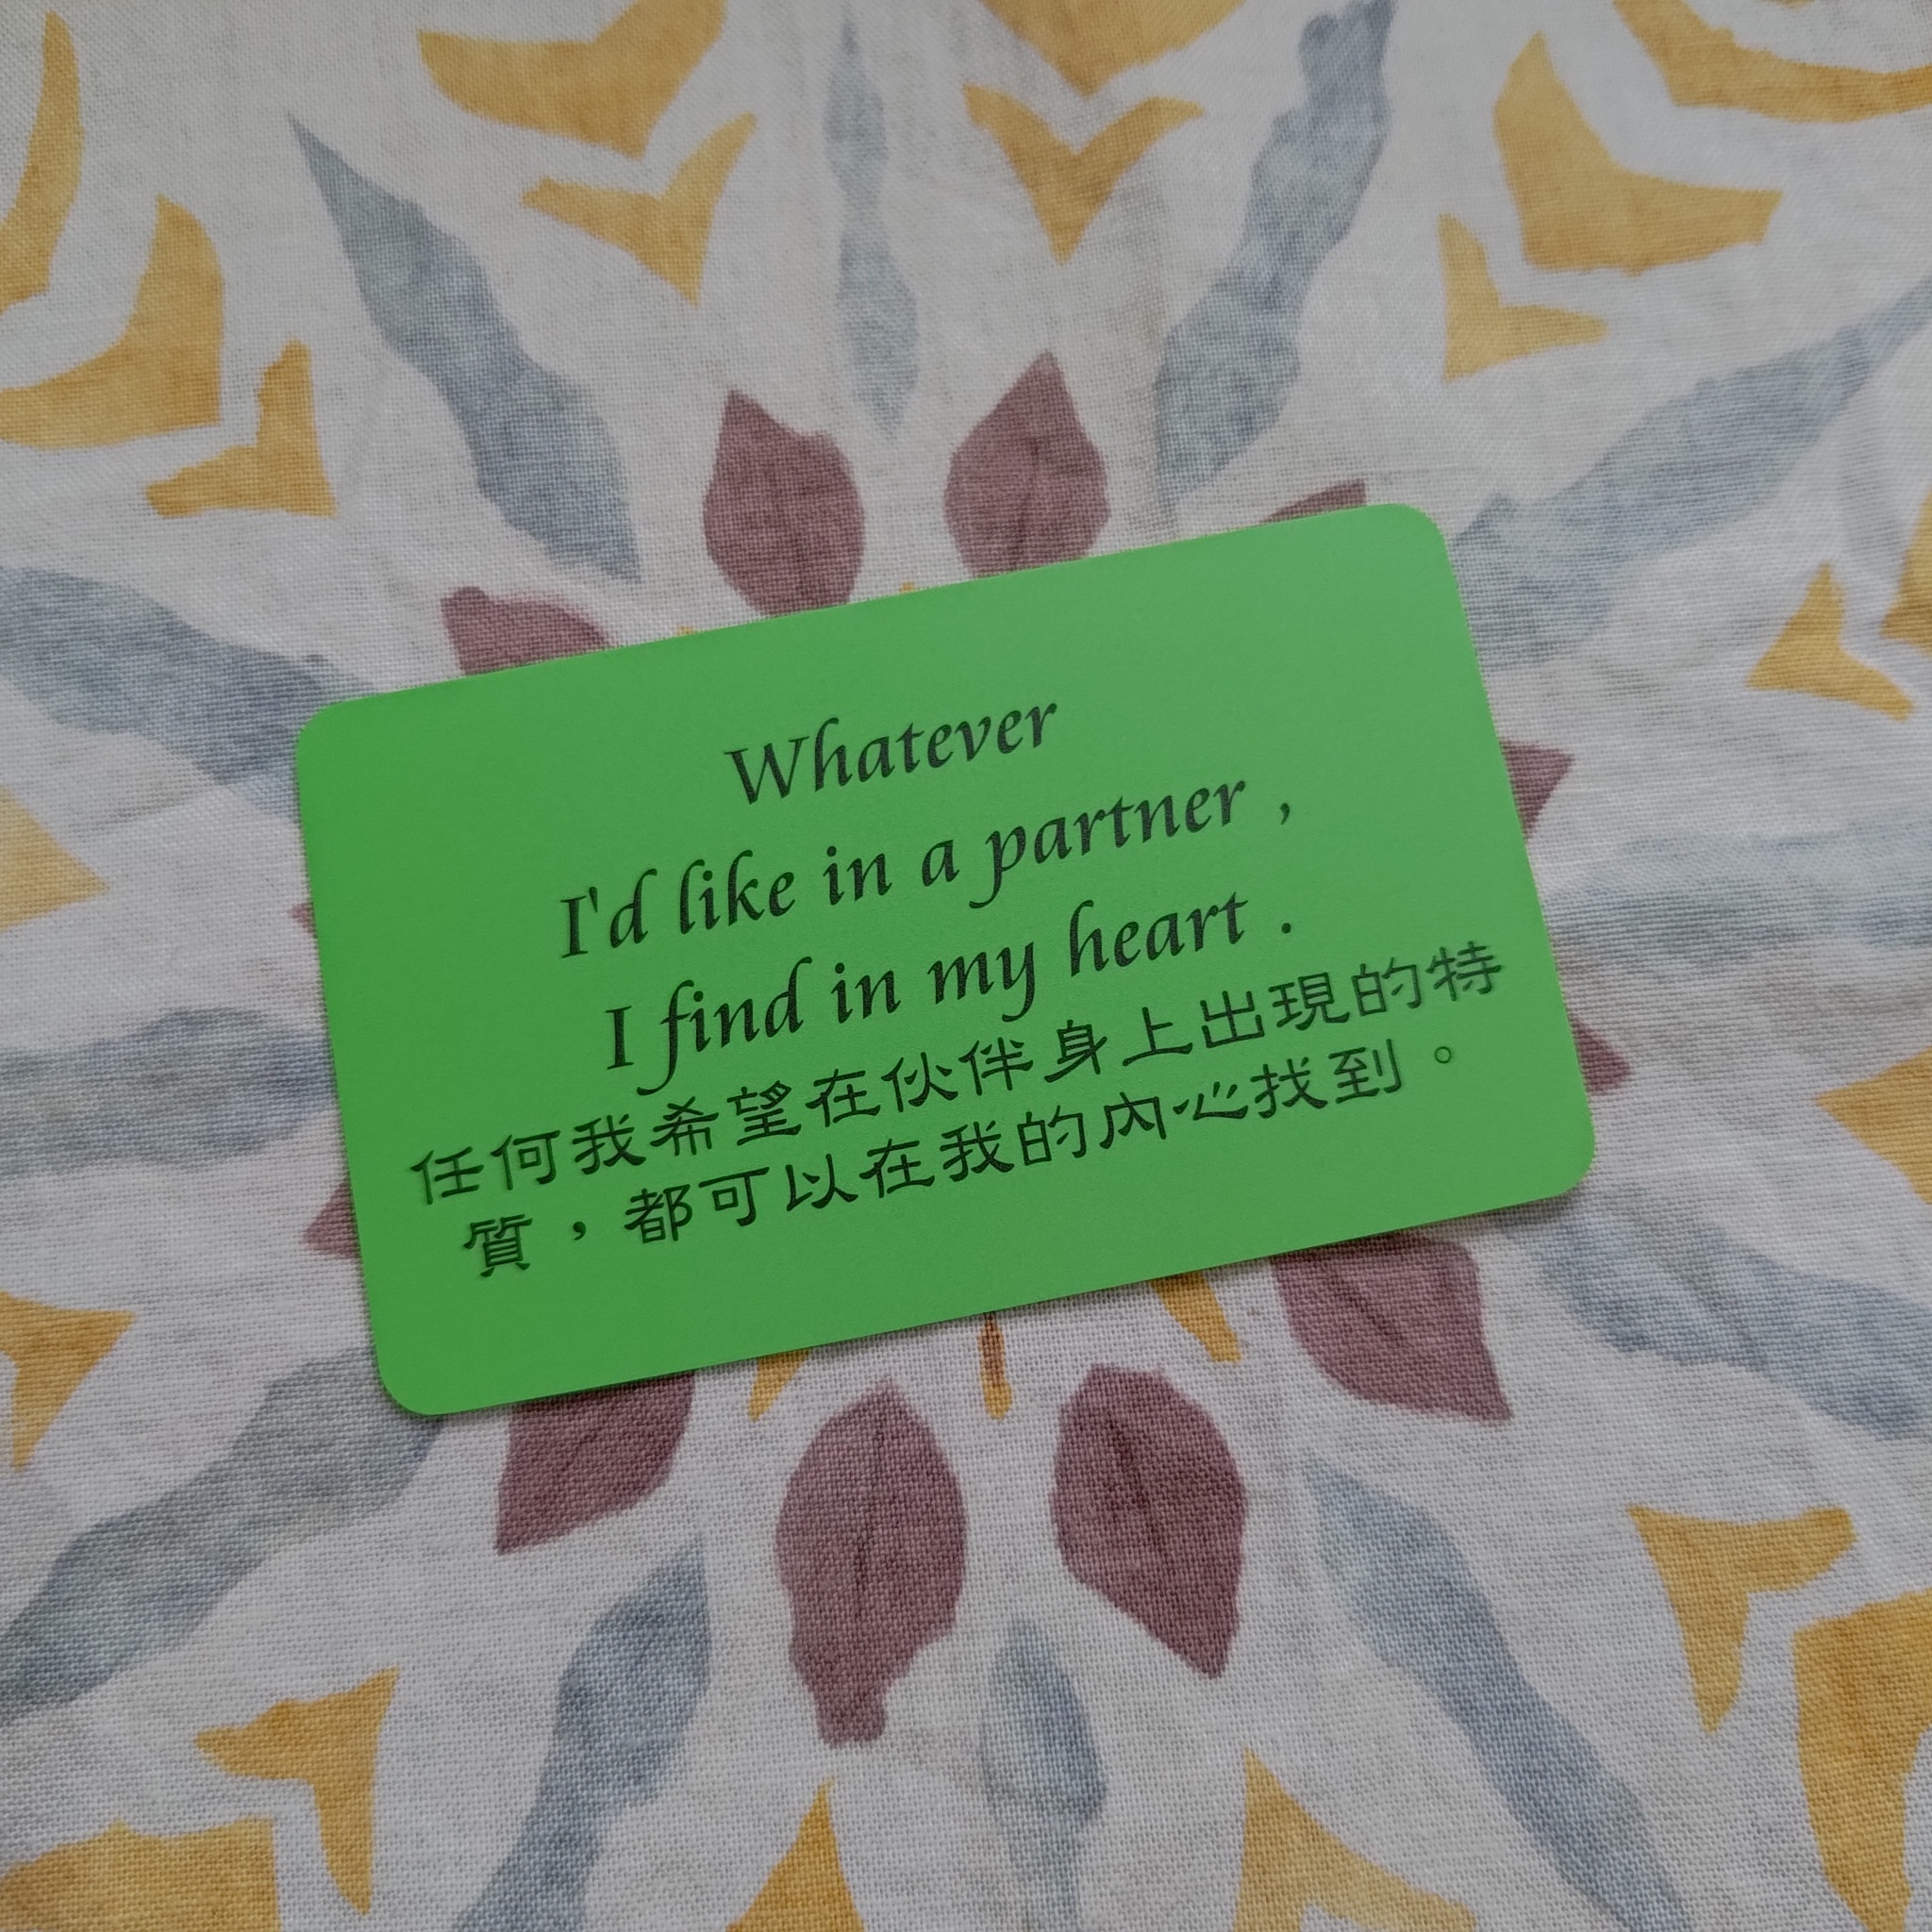 Whatever
I'd like in a partner ,
I find in my heart .
任何我希望在伙伴身上出現的特
質，都可以在我的內心找到。